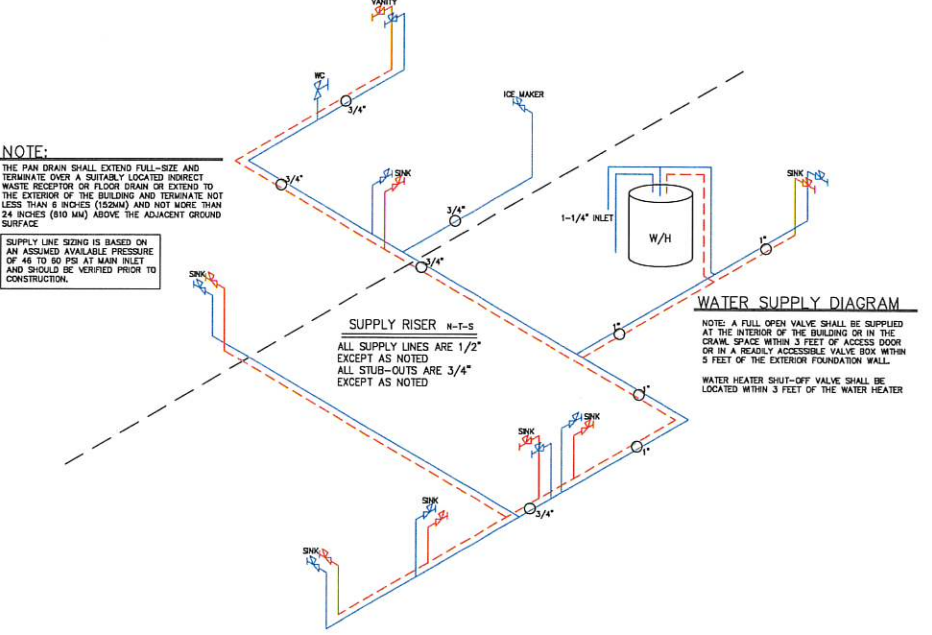 VANITY
WC
3/4"
ICE MAKER
NOTE:
THE PAN DRAIN SHALL EXTEND FULL-SIZE AND
TERMINATE OVER A SUITABLY LOCATED INDIRECT
WASTE RECEPTOR OR FLOOR DRAIN OR EXTEND TO
THE EXTERIOR OF THE BUILDING AND TERMINATE NOT
LESS THAN 6 INCHES (152MM) AND NOT MORE THAN
24 INCHES (610 MM) ABOVE THE ADJACENT GROUND
SURFACE
SUPPLY LINE SIZING IS BASED ON
AN ASSUMED AVAILABLE PRESSURE
OF 46 TO 60 PSI AT MAIN INLET
AND SHOULD BE VERIFIED PRIOR TO
CONSTRUCTION.
3/4"
SINK
3/4"
3/4"
1-1/4" INLET
W/H
SINK
1"
1"
SINK
SUPPLY RISER N-T-S
ALL SUPPLY LINES ARE 1/2"
EXCEPT AS NOTED
ALL STUB-OUTS ARE 3/4"
EXCEPT AS NOTED
WATER SUPPLY DIAGRAM
NOTE: A FULL OPEN VALVE SHALL BE SUPPLIED
AT THE INTERIOR OF THE BUILDING OR IN THE
CRAWL SPACE WITHIN 3 FEET OF ACCESS DOOR
OR IN A READILY ACCESSIBLE VALVE BOX WITHIN
5 FEET OF THE EXTERIOR FOUNDATION WALL.
WATER HEATER SHUT-OFF VALVE SHALL BE
LOCATED WITHIN 3 FEET OF THE WATER HEATER
1"
SINK
SINK
1"
3/4"
SINK
SINK